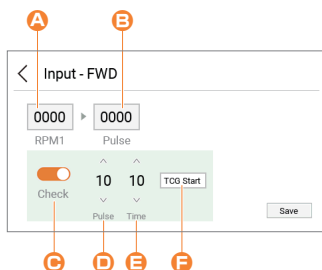 A B
Input - FWD
0000 0000
RPM1 Pulse
10 10 TCG Start
Check
Pulse Time
Save
C D E F